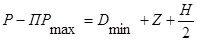 P - ПР_max = D_min + Z + H/2